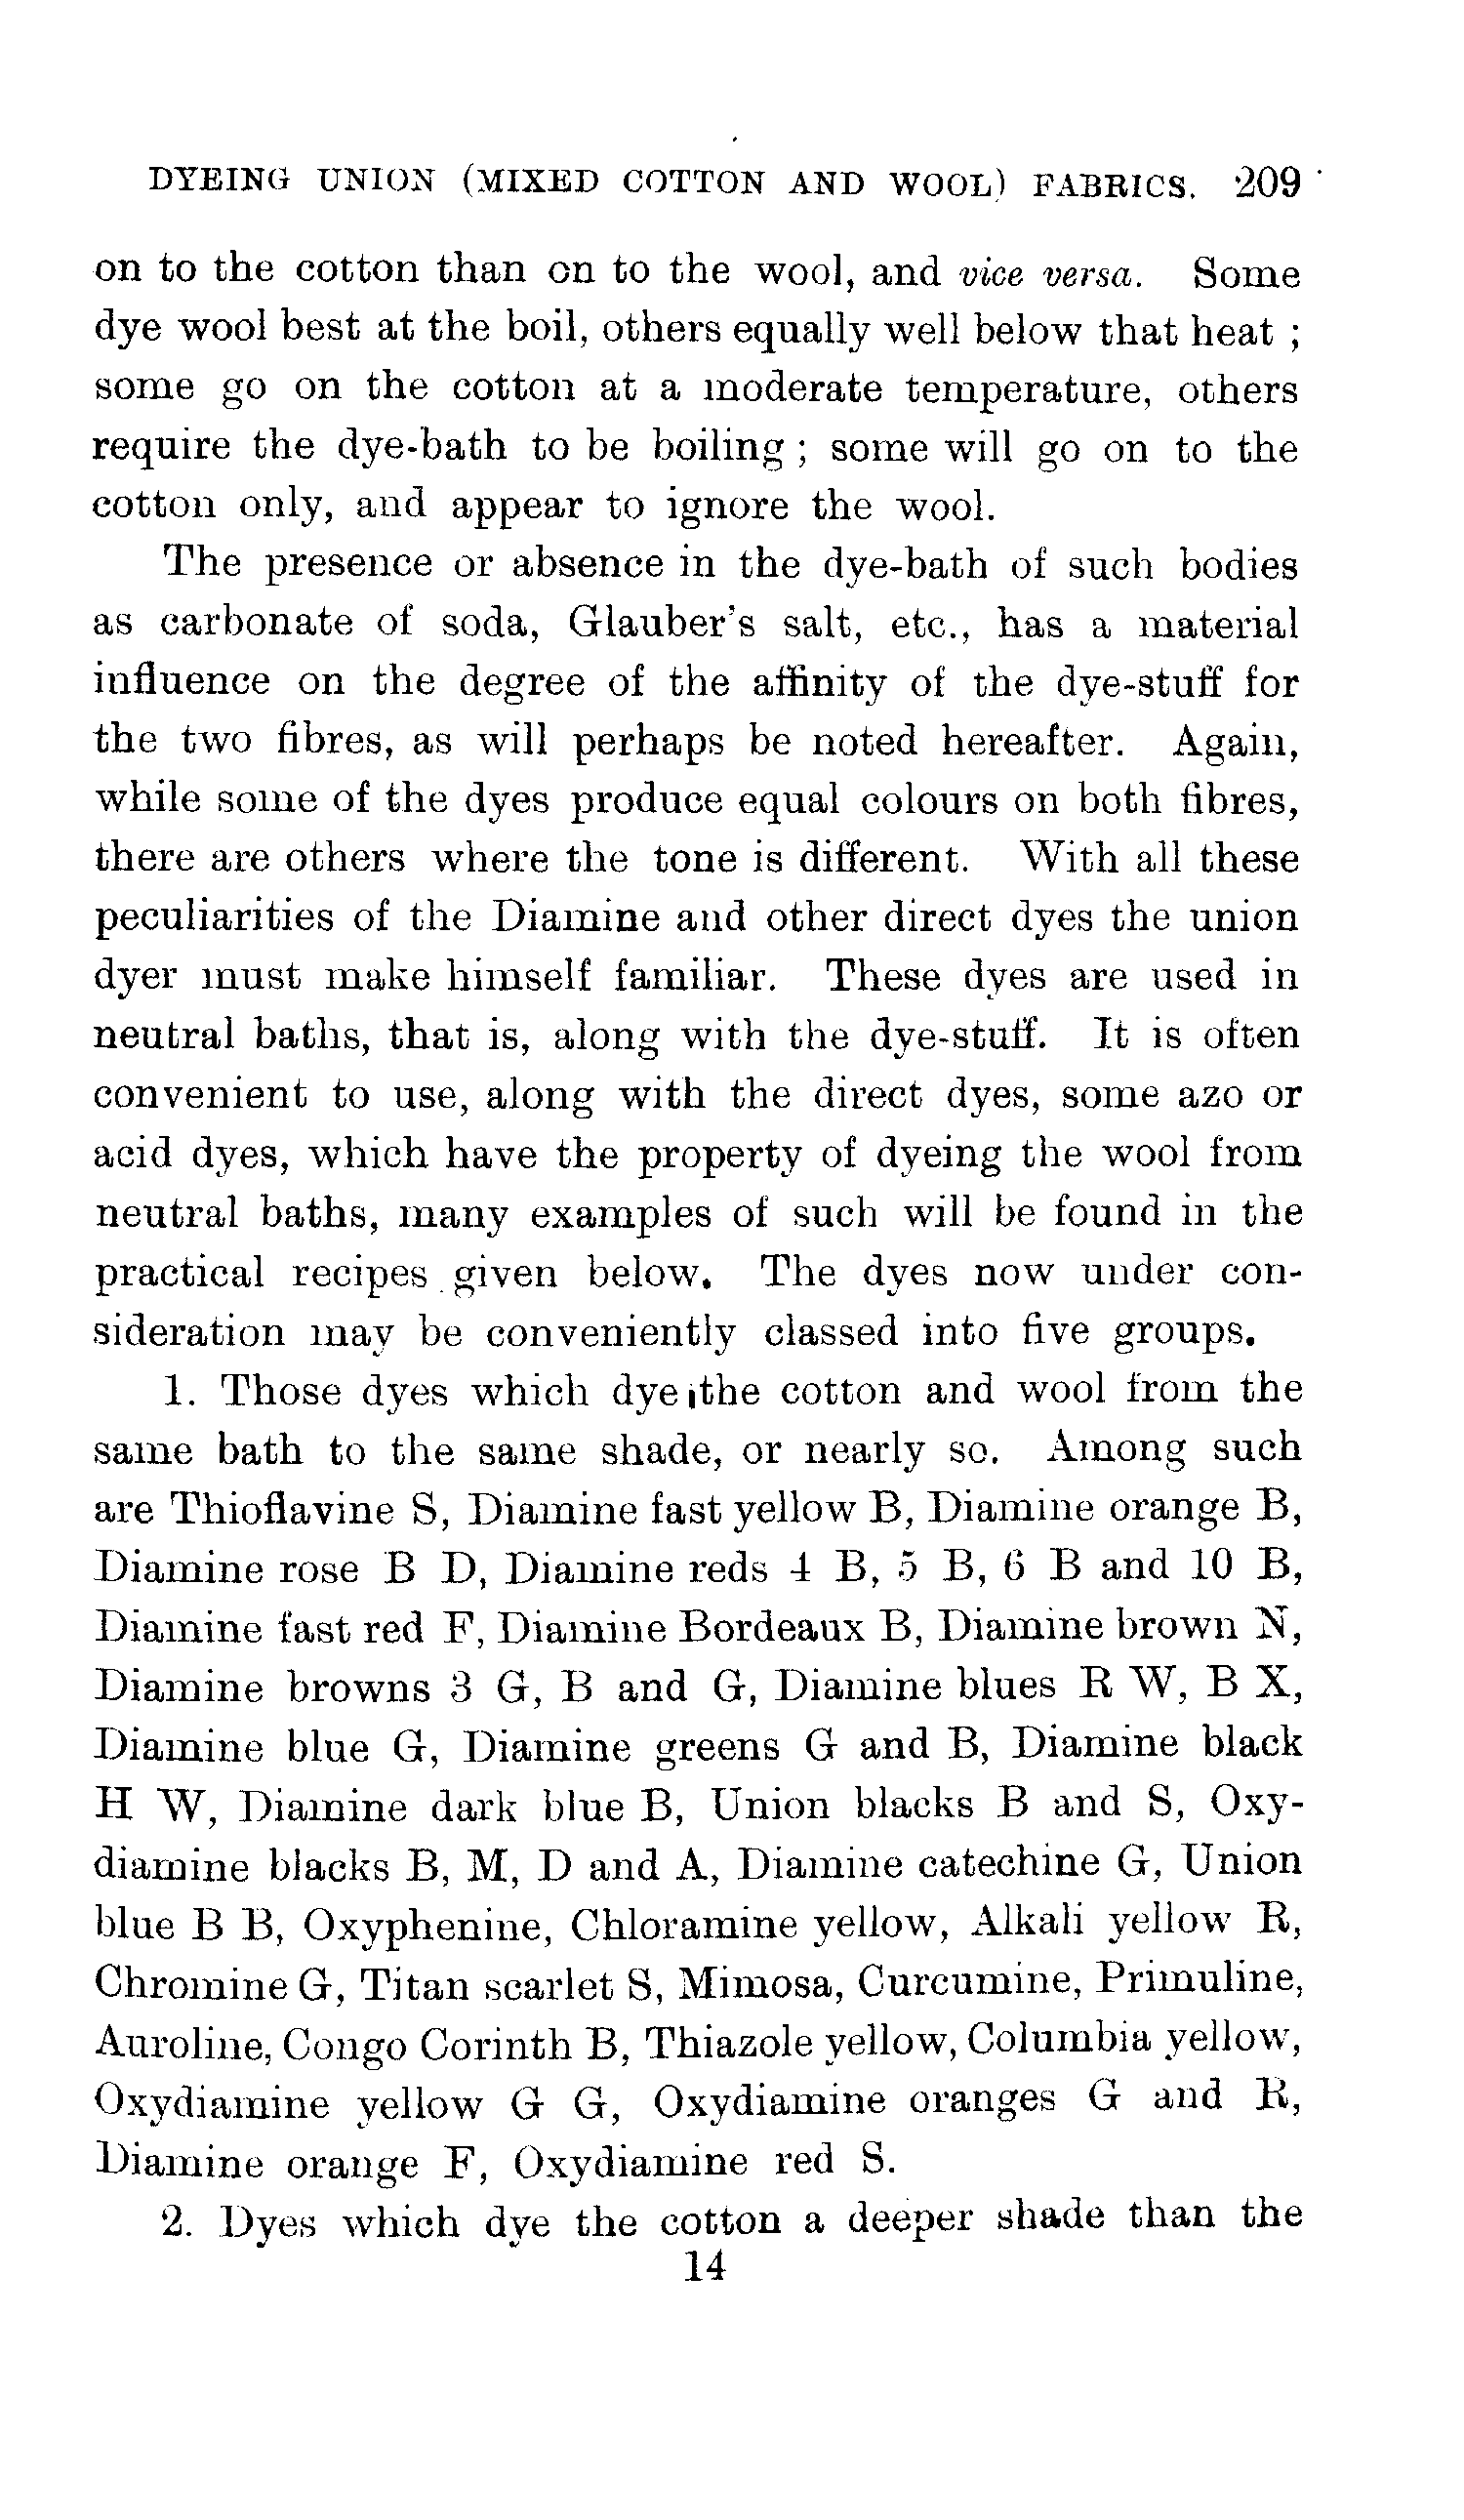 DYEING UNION (MIXED COTTON AND WOOL) FABRICS. 209
on to the cotton than on to the wool, and vice versa. Some
dye wool best at the boil, others equally well below that heat ;
some go on the cotton at a moderate temperature, others
require the dye-bath to be boiling ; some will go on to the
cotton only, and appear to ignore the wool.
The presence or absence in the dye-bath of such bodies
as carbonate of soda, Glauber's salt, etc., has a material
influence on the degree of the affinity of the dye-stuff for
the two fibres, as will perhaps be noted hereafter. Again,
while some of the dyes produce equal colours on both fibres,
there are others where the tone is different. With all these
peculiarities of the Diamine and other direct dyes the union
dyer must make himself familiar. These dyes are used in
neutral baths, that is, along with the dye-stuff. It is often
convenient to use, along with the direct dyes, some azo or
acid dyes, which have the property of dyeing the wool from
neutral baths, many examples of such will be found in the
practical recipes given below. The dyes now under con-
sideration may be conveniently classed into five groups.
1. Those dyes which dye the cotton and wool from the
same bath to the same shade, or nearly so. Among such
are Thioflavine S, Diamine fast yellow B, Diamine orange B,
Diamine rose B D, Diamine reds 4 B, 5 B, 6 B and 10 B,
Diamine fast red F, Diamine Bordeaux B, Diamine brown N,
Diamine browns 3 G, B and G, Diamine blues R W, B X,
Diamine blue G, Diamine greens G and B, Diamine black
H W, Diamine dark blue B, Union blacks B and S, Oxy-
diamine blacks B, M, D and A, Diamine catechine G, Union
blue B B, Oxyphenine, Chloramine yellow, Alkali yellow R,
Chromine G, Titan scarlet S, Mimosa, Curcumine, Primuline,
Auroline, Congo Corinth B, Thiazole yellow, Columbia yellow,
Oxydiamine yellow G G, Oxydiamine oranges G and R,
Diamine orange F, Oxydiamine red S.
2. Dyes which dye the cotton a deeper shade than the
14